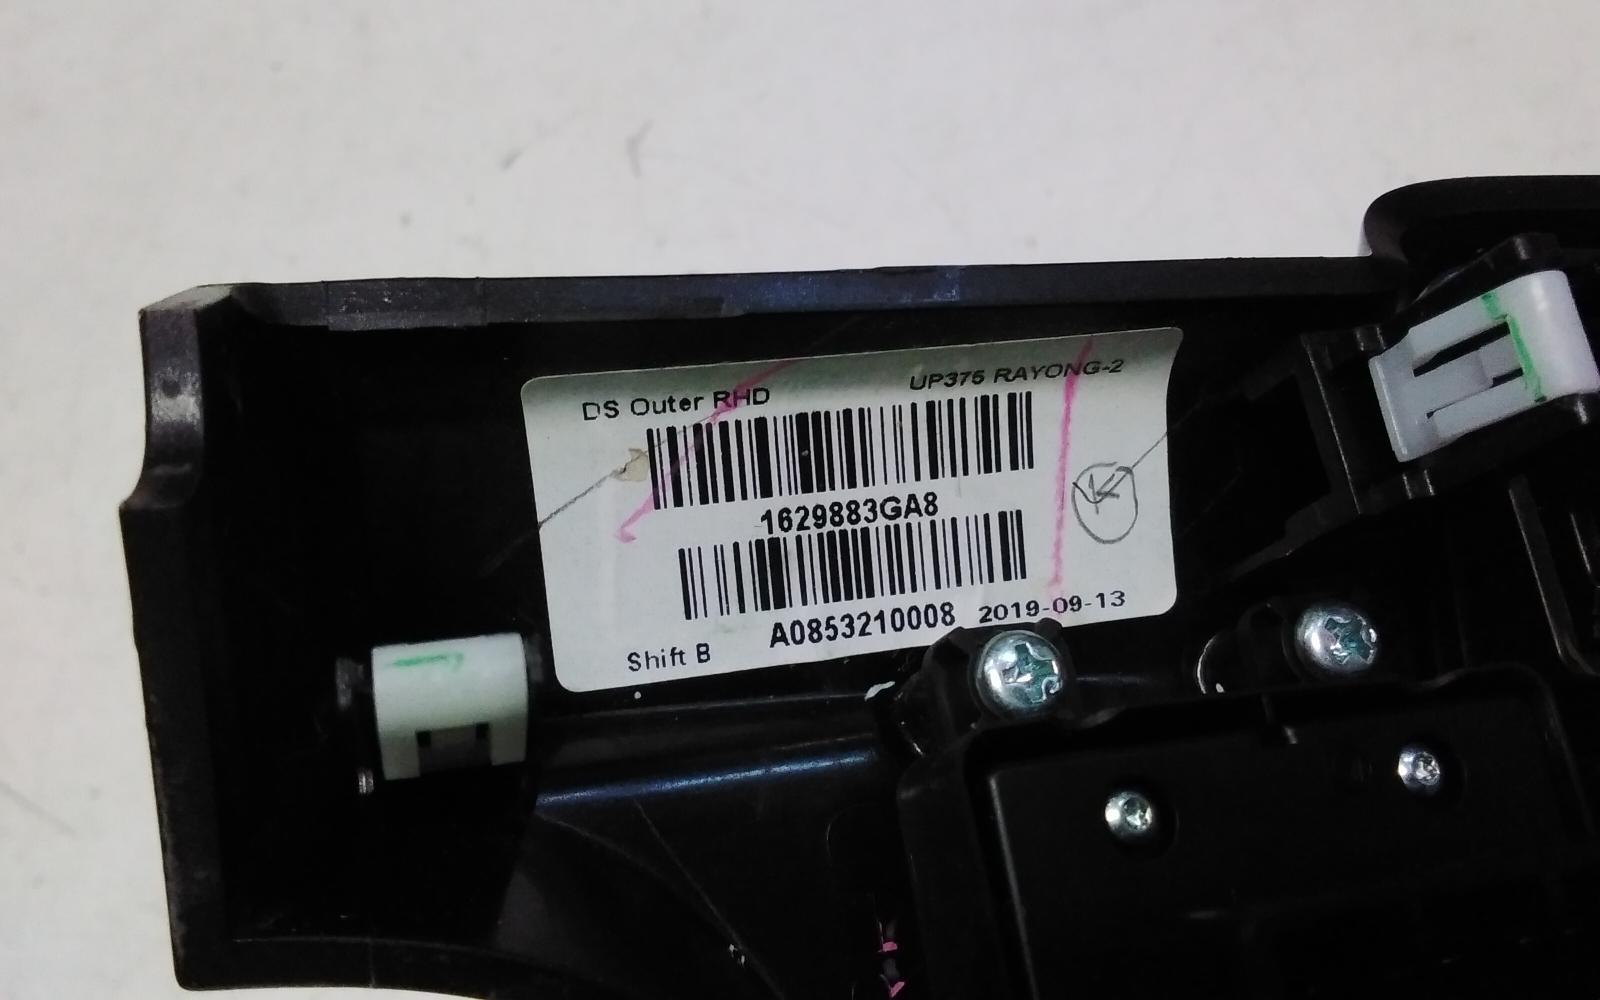 DS Outer RHD UP375 RAYONG-2
1629883GA8
A0853210008 2019-09-13
Shift B
K